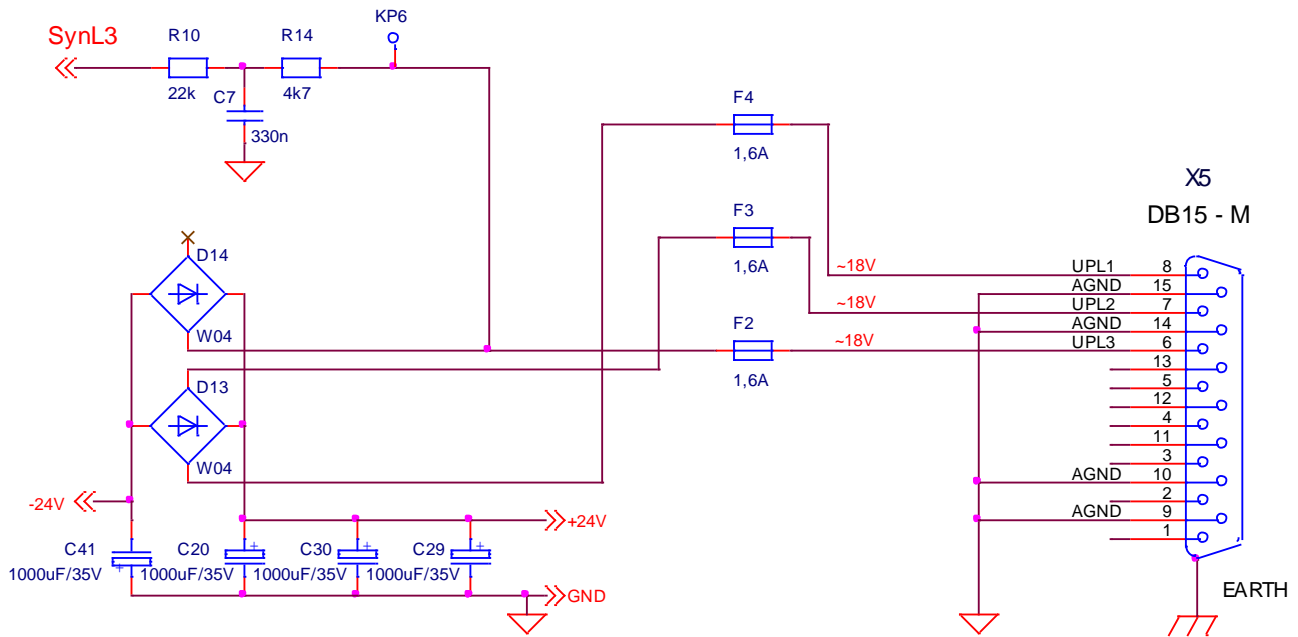 KP6
SynL3
R10
R14
22k
C7
4k7
330n
F4
1,6A
F3
1,6A
F2
1,6A
X5
DB15 - M
~18V
~18V
~18V
UPL1 8
AGND 15
UPL2 7
AGND 14
UPL3 6
13
5
12
4
11
3
AGND 10
2
AGND 9
1
D14
W04
D13
W04
-24V
+24V
C41
C20
C30
C29
+
+
+
+
1000uF/35V
1000uF/35V
1000uF/35V
1000uF/35V
GND
EARTH